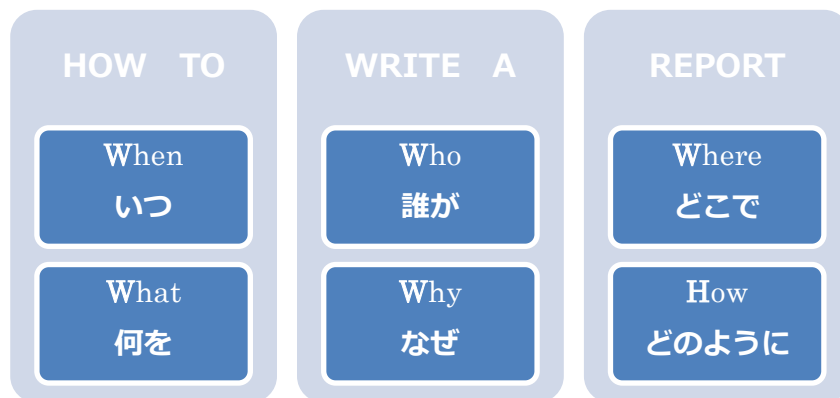 HOW TO
When
いつ
What
何を
WRITE A
Who
誰が
Why
なぜ
REPORT
Where
どこで
How
どのように